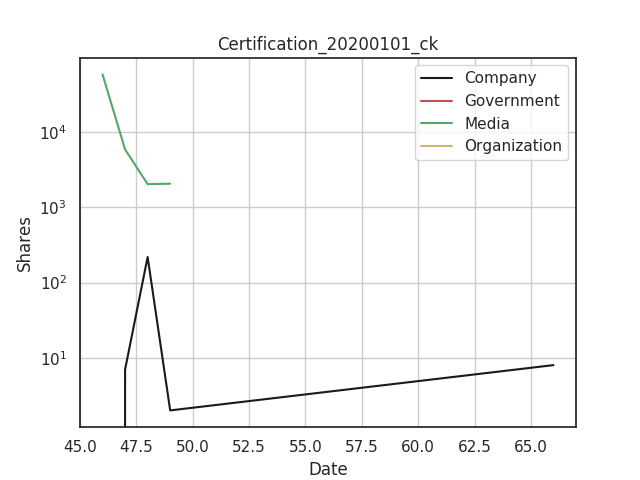 Certification_20200101_ck
Company
Government
Media
Organization
10^4
10^3
10^2
10^1
Shares
45.0 47.5 50.0 52.5 55.0 57.5 60.0 62.5 65.0
Date